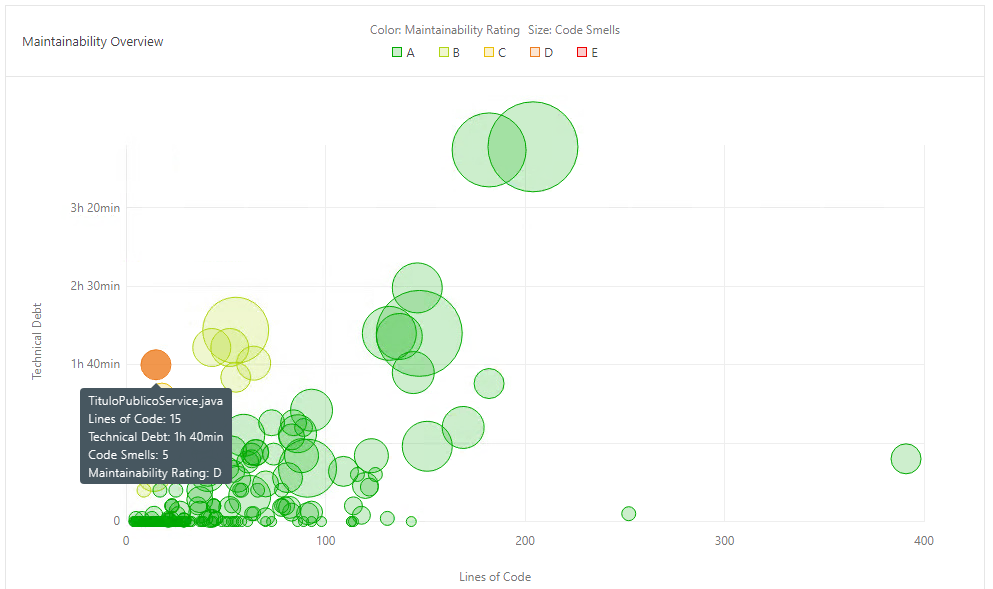 Maintainability Overview
Color: Maintainability Rating Size: Code Smells
A B C D E
3h 20min
2h 30min
1h 40min
0
Technical Debt
TituloPublicoService.java
Lines of Code: 15
Technical Debt: 1h 40min
Code Smells: 5
Maintainability Rating: D
0 100 200 300 400
Lines of Code